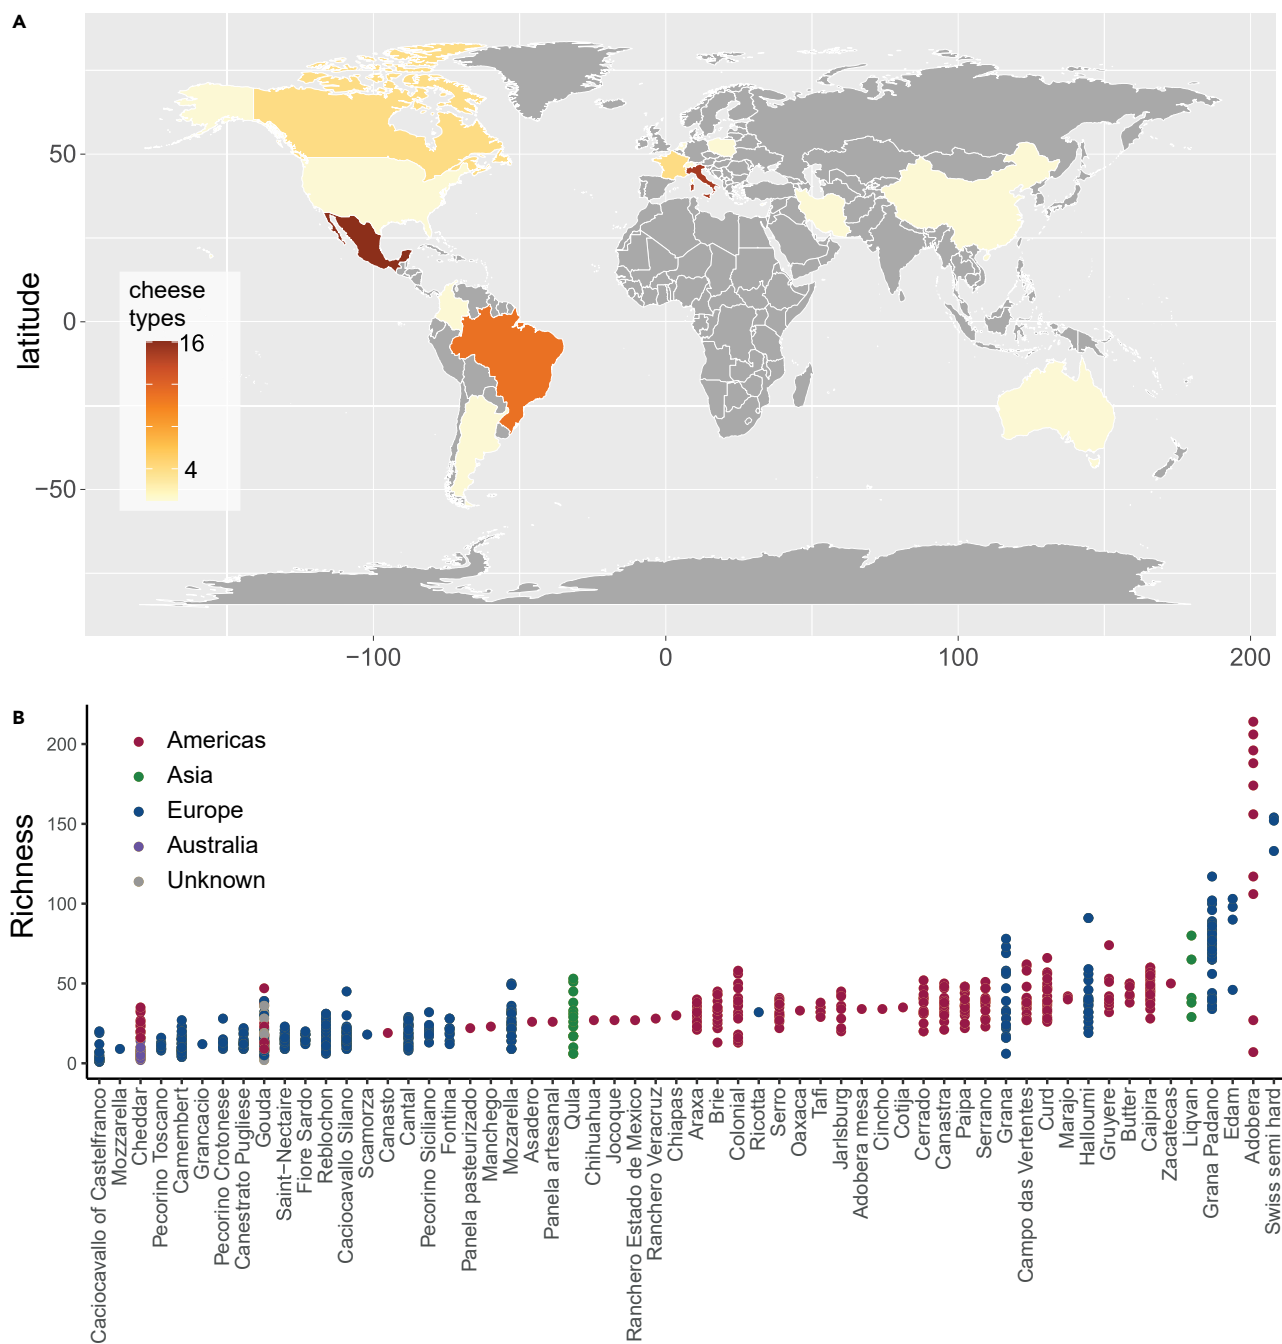 A
latitude
50
0
−50
cheese
types
16
4
−100
0
100
200
B
Richness
200
150
100
50
0
Americas
Asia
Europe
Australia
Unknown
Caciocavallo of Castelfranco
Mozzarella
Cheddar
Pecorino Toscano
Camembert
Grancacio
Pecorino Crotonese
Canestrato Pugliese
Gouda
Saint−Nectaire
Fiore Sardo
Reblochon
Caciocavallo Silano
Scamorza
Canasto
Cantal
Pecorino Siciliano
Fontina
Panela pasteurizado
Manchego
Mozarella
Asadero
Panela artesanal
Qula
Chihuahua
Jocoque
Ranchero Estado de Mexico
Ranchero Veracruz
Chiapas
Araxa
Brie
Colonial
Ricotta
Serro
Oaxaca
Tafi
Jarlsburg
Adobera mesa
Cincho
Cotija
Cerrado
Canastra
Paipa
Serrano
Grana
Campo das Vertentes
Curd
Marajo
Halloumi
Gruyere
Butter
Caipira
Zacatecas
Liqvan
Grana Padano
Edam
Adobera
Swiss semi hard